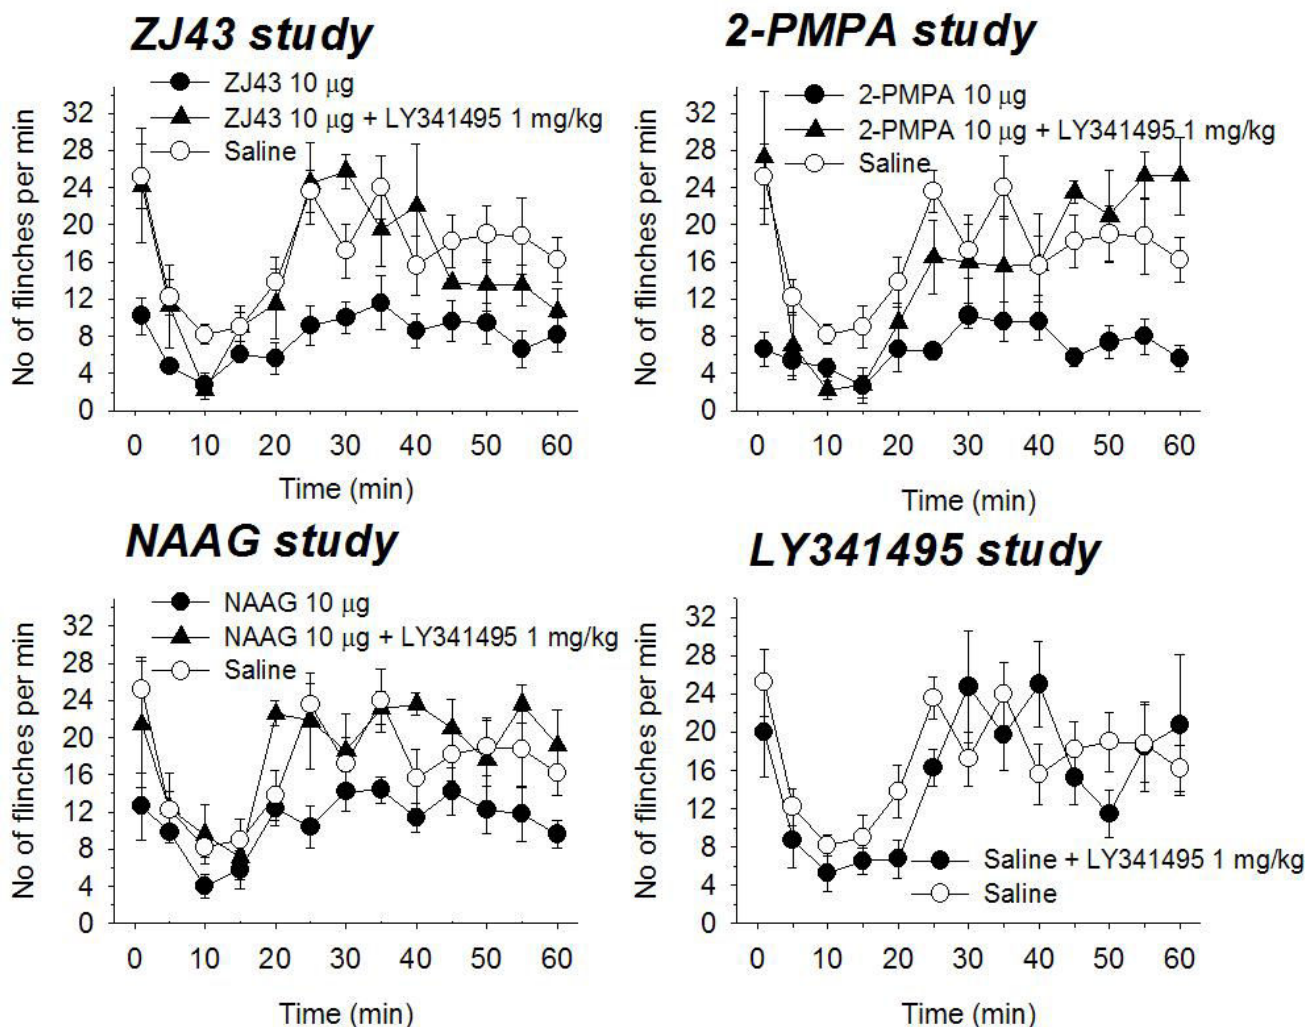 ZJ43 study
ZJ43 10 μg
ZJ43 10 μg + LY341495 1 mg/kg
Saline
No of flinches per min
32
28
24
20
16
12
8
4
0
0 10 20 30 40 50 60
Time (min)
2-PMPA study
2-PMPA 10 μg
2-PMPA 10 μg + LY341495 1 mg/kg
Saline
No of flinches per min
32
28
24
20
16
12
8
4
0
0 10 20 30 40 50 60
Time (min)
NAAG study
NAAG 10 μg
NAAG 10 μg + LY341495 1 mg/kg
Saline
No of flinches per min
32
28
24
20
16
12
8
4
0
0 10 20 30 40 50 60
Time (min)
LY341495 study
No of flinches per min
32
28
24
20
16
12
8
4
0
Saline + LY341495 1 mg/kg
Saline
0 10 20 30 40 50 60
Time (min)